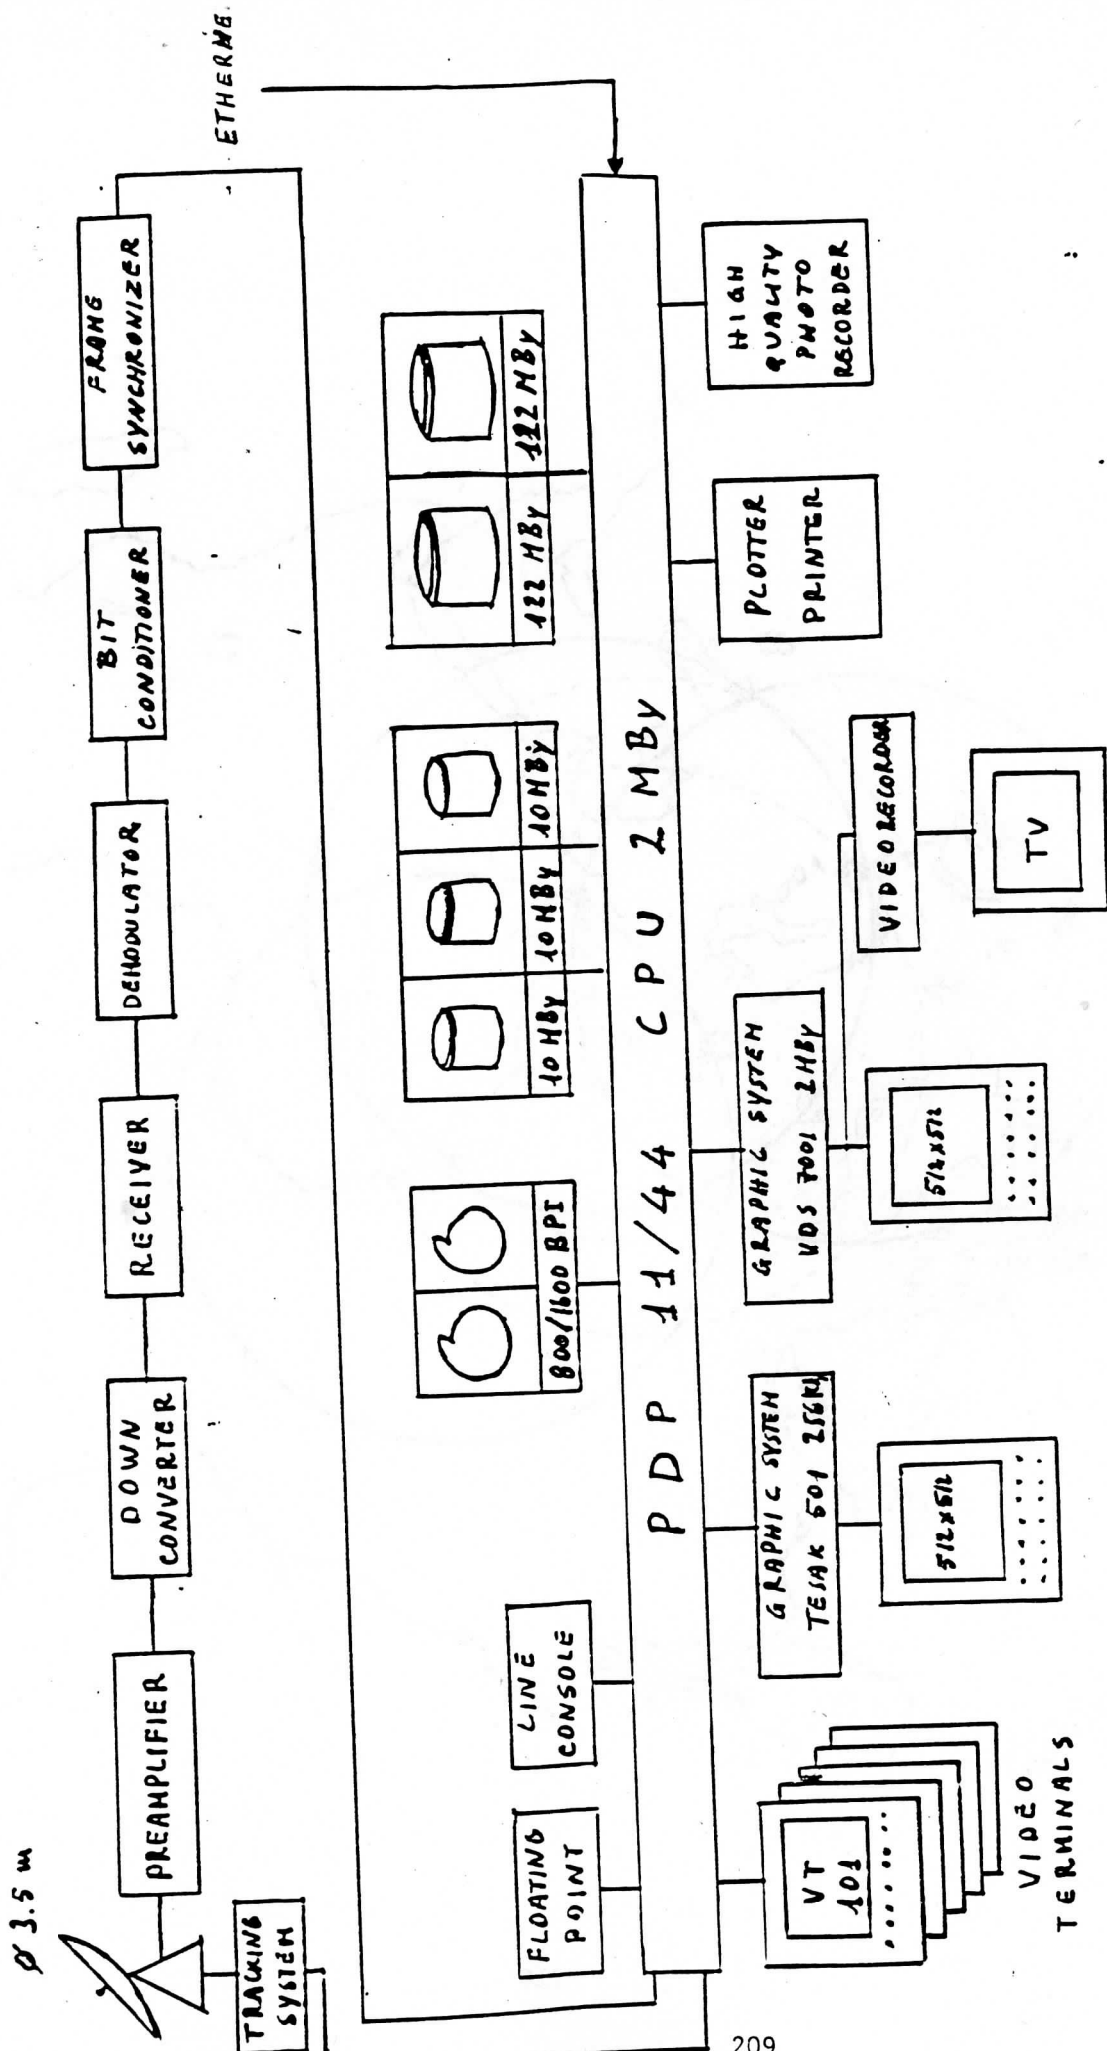 Ø 3.5 m
PREAMPLIFIER
DOWN
CONVERTER
RECEIVER
DEMODULATOR
BIT
CONDITIONER
FRAME
SYNCHRONIZER
TRACKING
SYSTEM
ETHERNE
FLOATING
POINT
LINE
CONSOLE
800/1600 BPI
10 MBy
10 MBy
10 MBy
122 MBy
122 MBy
PDP 11/44 CPU 2 MBy
VT
101
VIDEO
TERMINALS
GRAPHIC SYSTEM
TESAK 501 256
512x512
GRAPHIC SYSTEM
VDS 7001 2MBy
512x512
VIDEORECORDER
TV
PLOTTER
PRINTER
HIGH
QUALITY
PHOTO
RECORDER
209